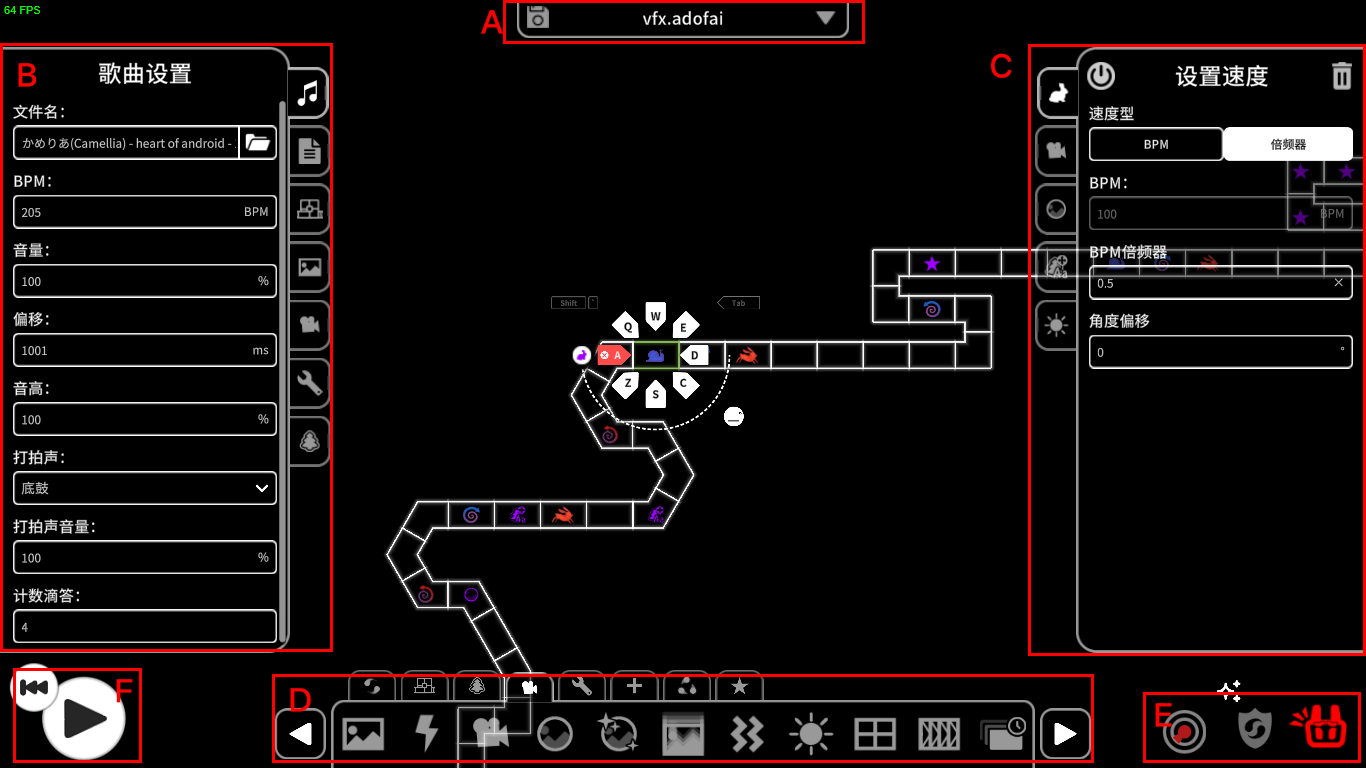 64 FPS
A
vfx.adofai
B
歌曲设置
文件名：
かめりあ(Camellia) - heart of android -
BPM：
205
BPM
音量：
100
%
偏移：
1001
ms
音高：
100
%
打拍声：
底鼓
打拍声音量：
100
%
计数滴答：
4
Shift
Tab
Q
W
E
A
D
Z
S
C
C
设置速度
速度型
BPM
倍频器
BPM：
100
BPM
BPM倍频器
0.5
角度偏移
0
°
F
D
E